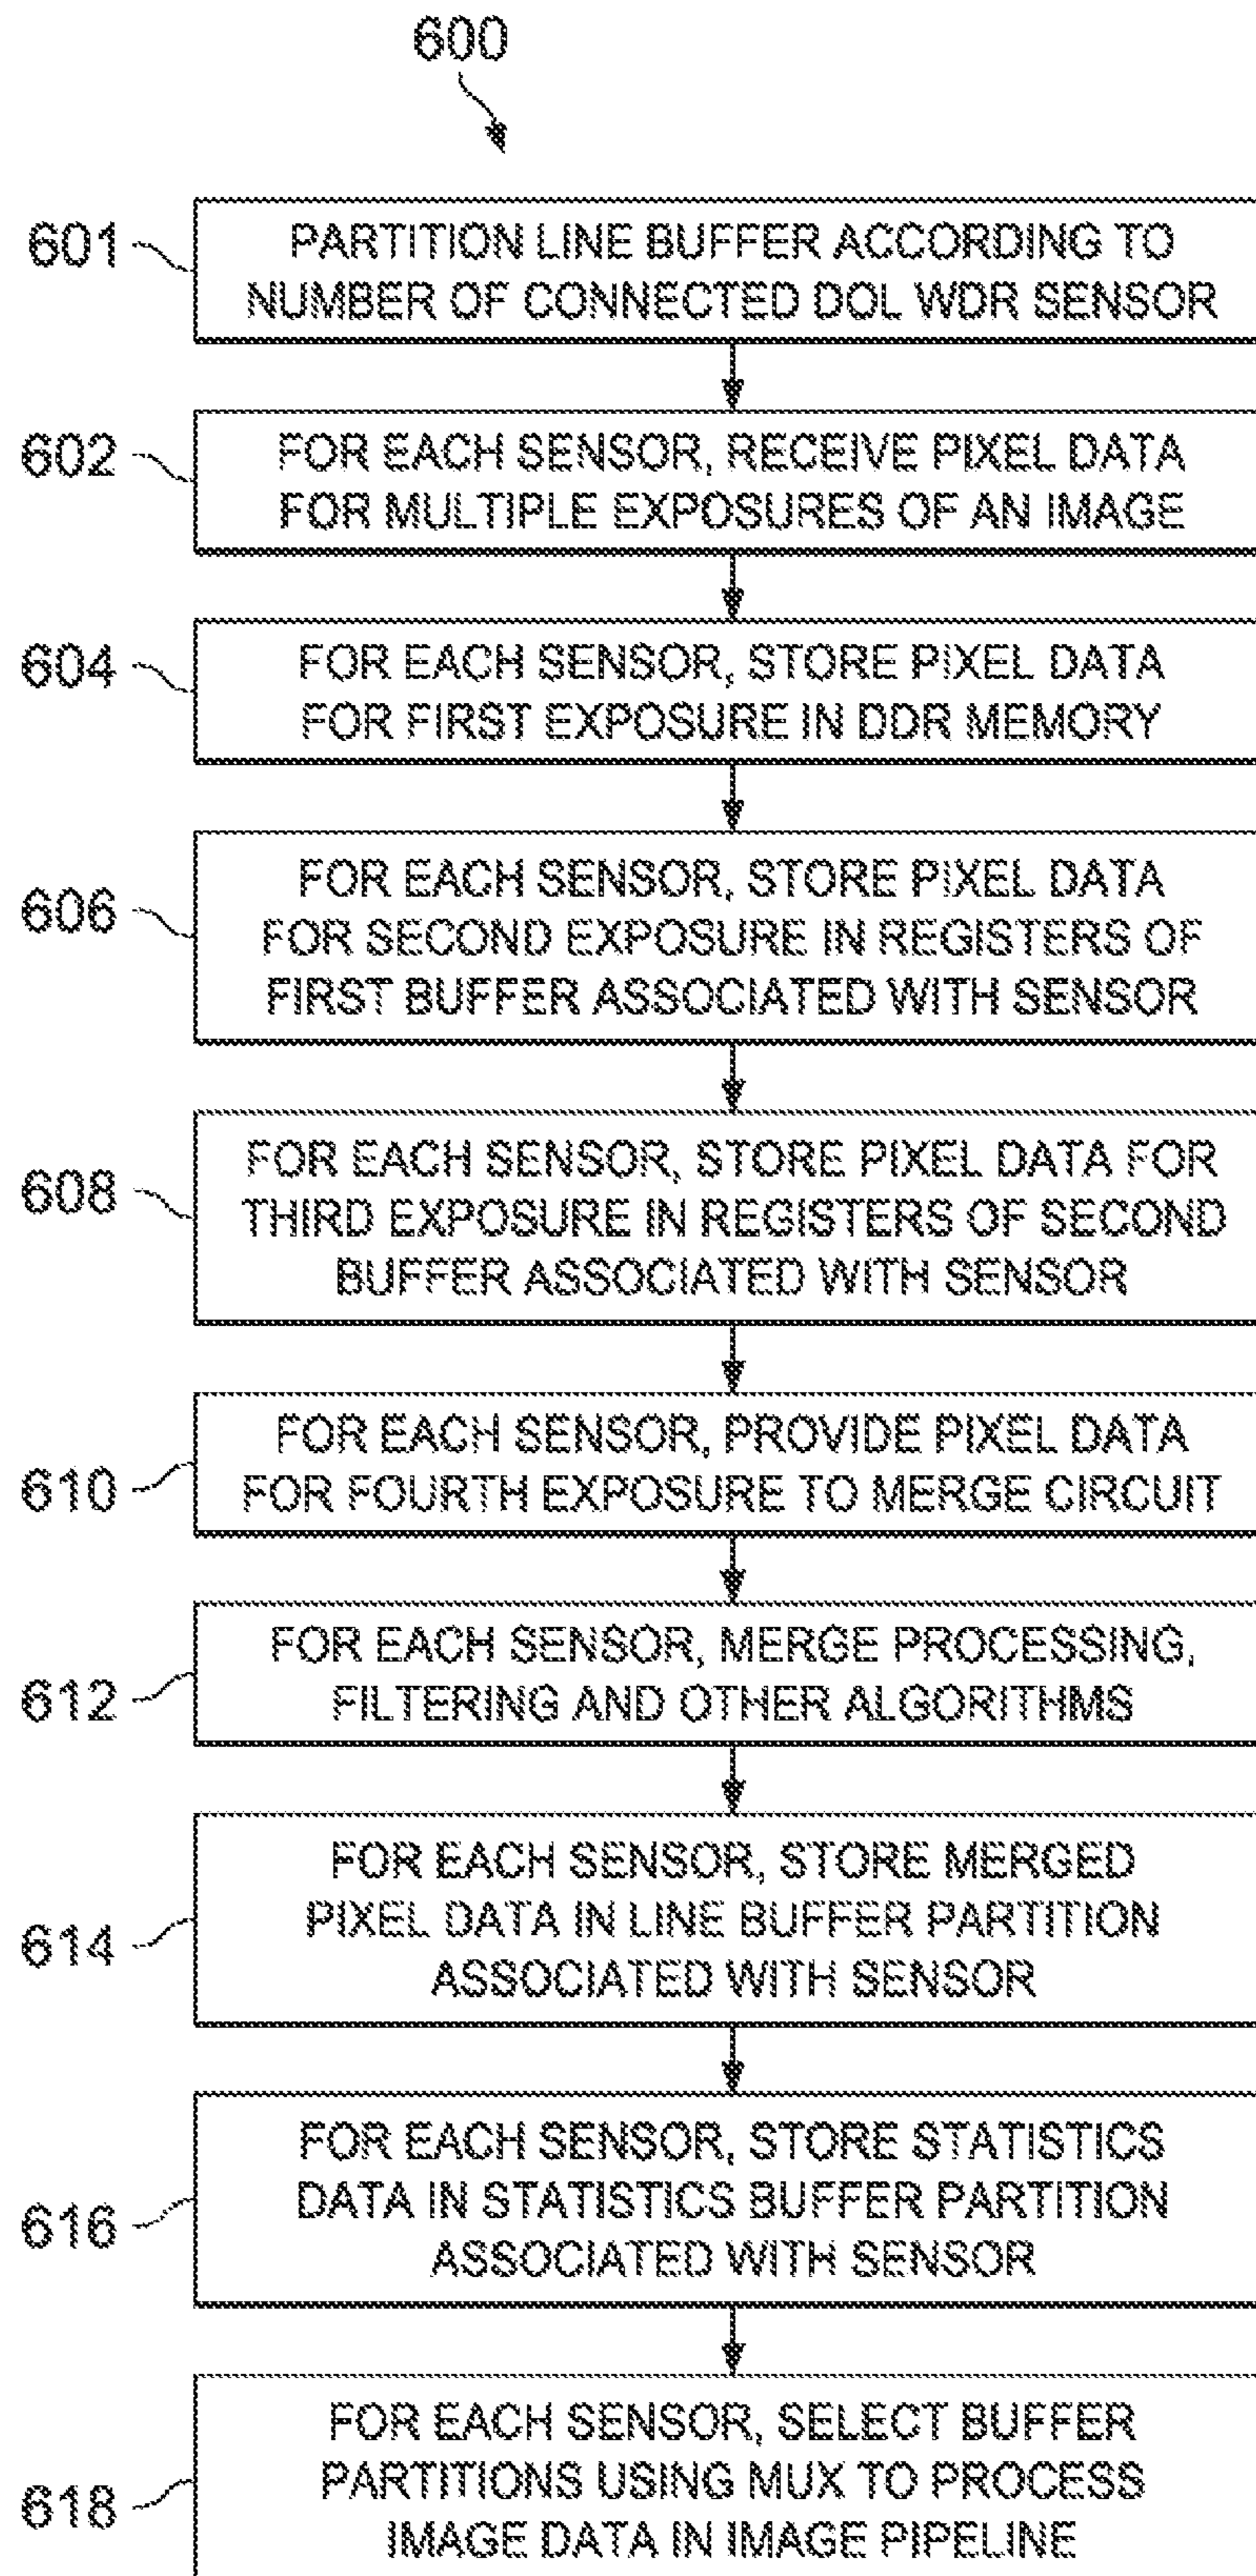 600
601
PARTITION LINE BUFFER ACCORDING TO
NUMBER OF CONNECTED DOL WDR SENSOR
602
FOR EACH SENSOR, RECEIVE PIXEL DATA
FOR MULTIPLE EXPOSURES OF AN IMAGE
604
FOR EACH SENSOR, STORE PIXEL DATA
FOR FIRST EXPOSURE IN DDR MEMORY
606
FOR EACH SENSOR, STORE PIXEL DATA
FOR SECOND EXPOSURE IN REGISTERS OF
FIRST BUFFER ASSOCIATED WITH SENSOR
608
FOR EACH SENSOR, STORE PIXEL DATA FOR
THIRD EXPOSURE IN REGISTERS OF SECOND
BUFFER ASSOCIATED WITH SENSOR
610
FOR EACH SENSOR, PROVIDE PIXEL DATA
FOR FOURTH EXPOSURE TO MERGE CIRCUIT
612
FOR EACH SENSOR, MERGE PROCESSING,
FILTERING AND OTHER ALGORITHMS
614
FOR EACH SENSOR, STORE MERGED
PIXEL DATA IN LINE BUFFER PARTITION
ASSOCIATED WITH SENSOR
616
FOR EACH SENSOR, STORE STATISTICS
DATA IN STATISTICS BUFFER PARTITION
ASSOCIATED WITH SENSOR
618
FOR EACH SENSOR, SELECT BUFFER
PARTITIONS USING MUX TO PROCESS
IMAGE DATA IN IMAGE PIPELINE